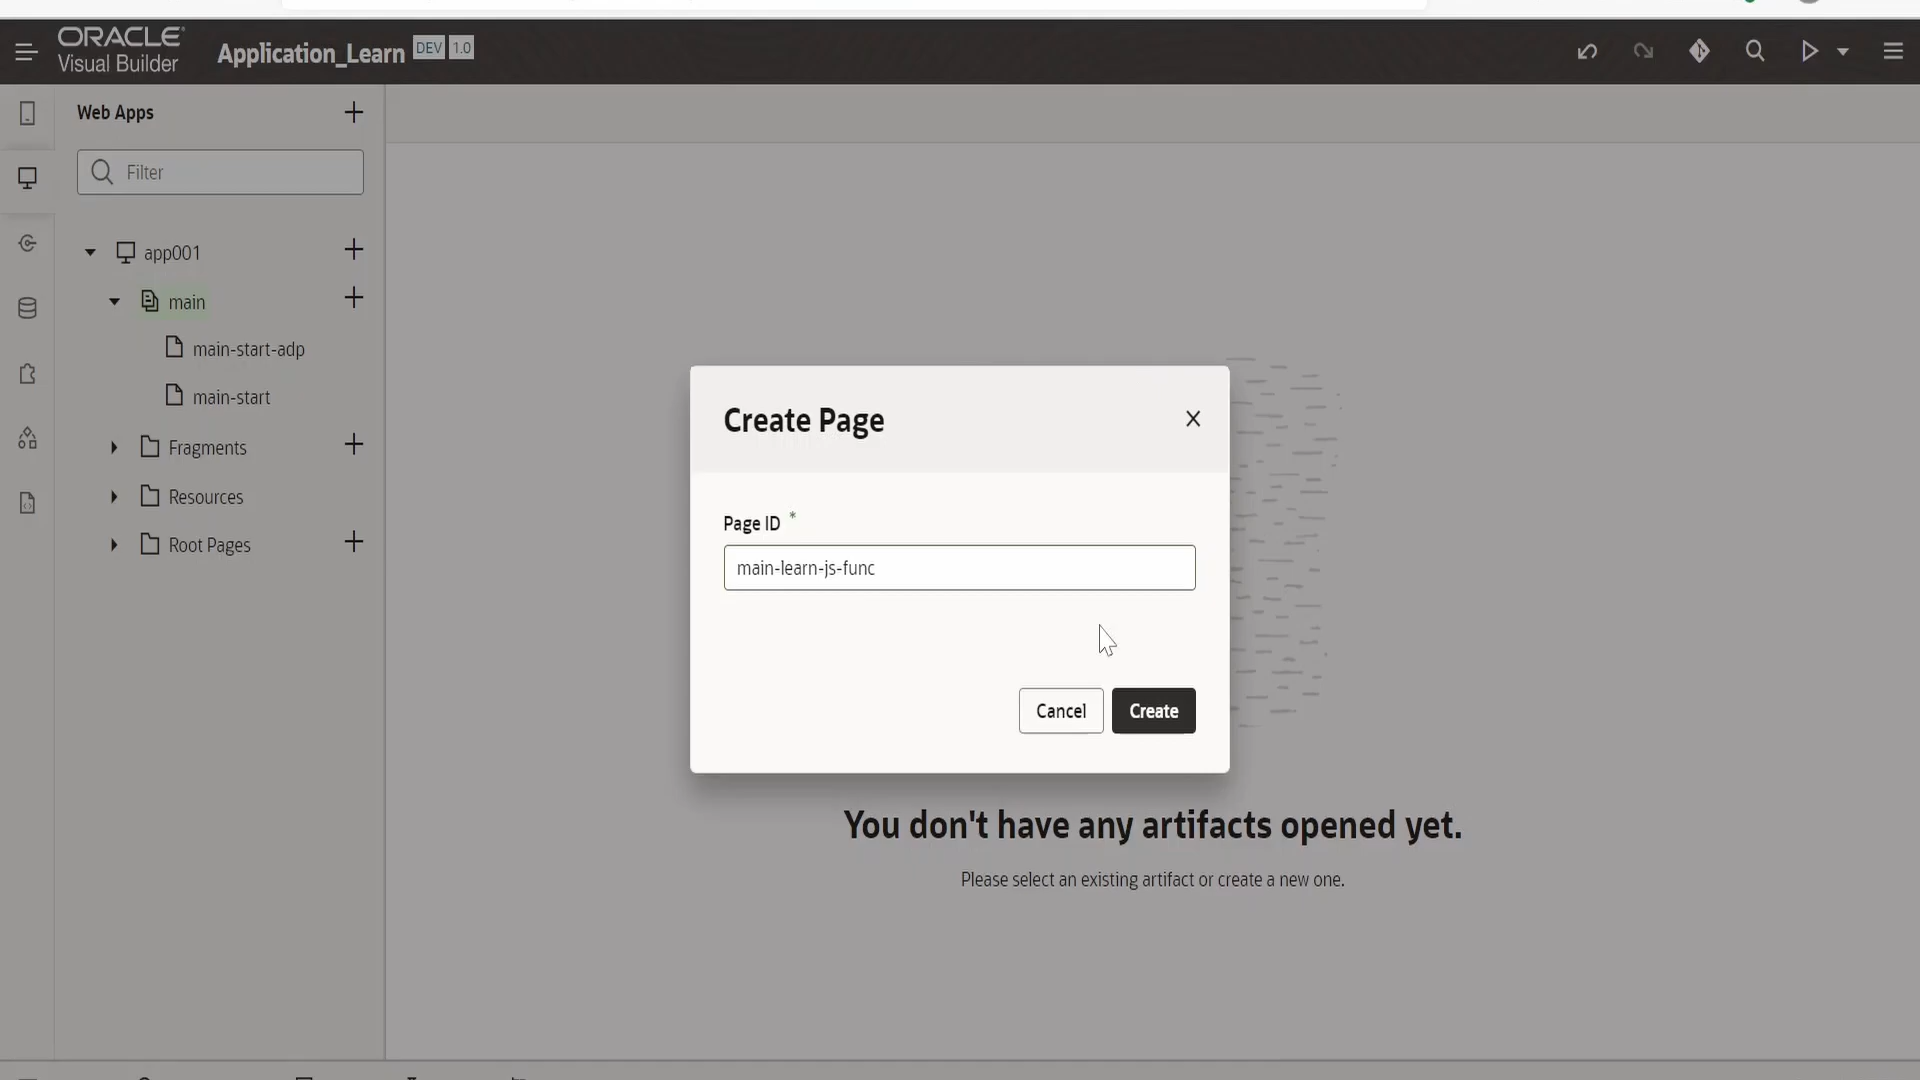 ORACLE
Visual Builder
Application_Learn DEV 1.0
Web Apps
Filter
app001
main
main-start-adp
main-start
Fragments
Resources
Root Pages
Create Page
Page ID *
main-learn-js-func
Cancel
Create
You don't have any artifacts opened yet.
Please select an existing artifact or create a new one.